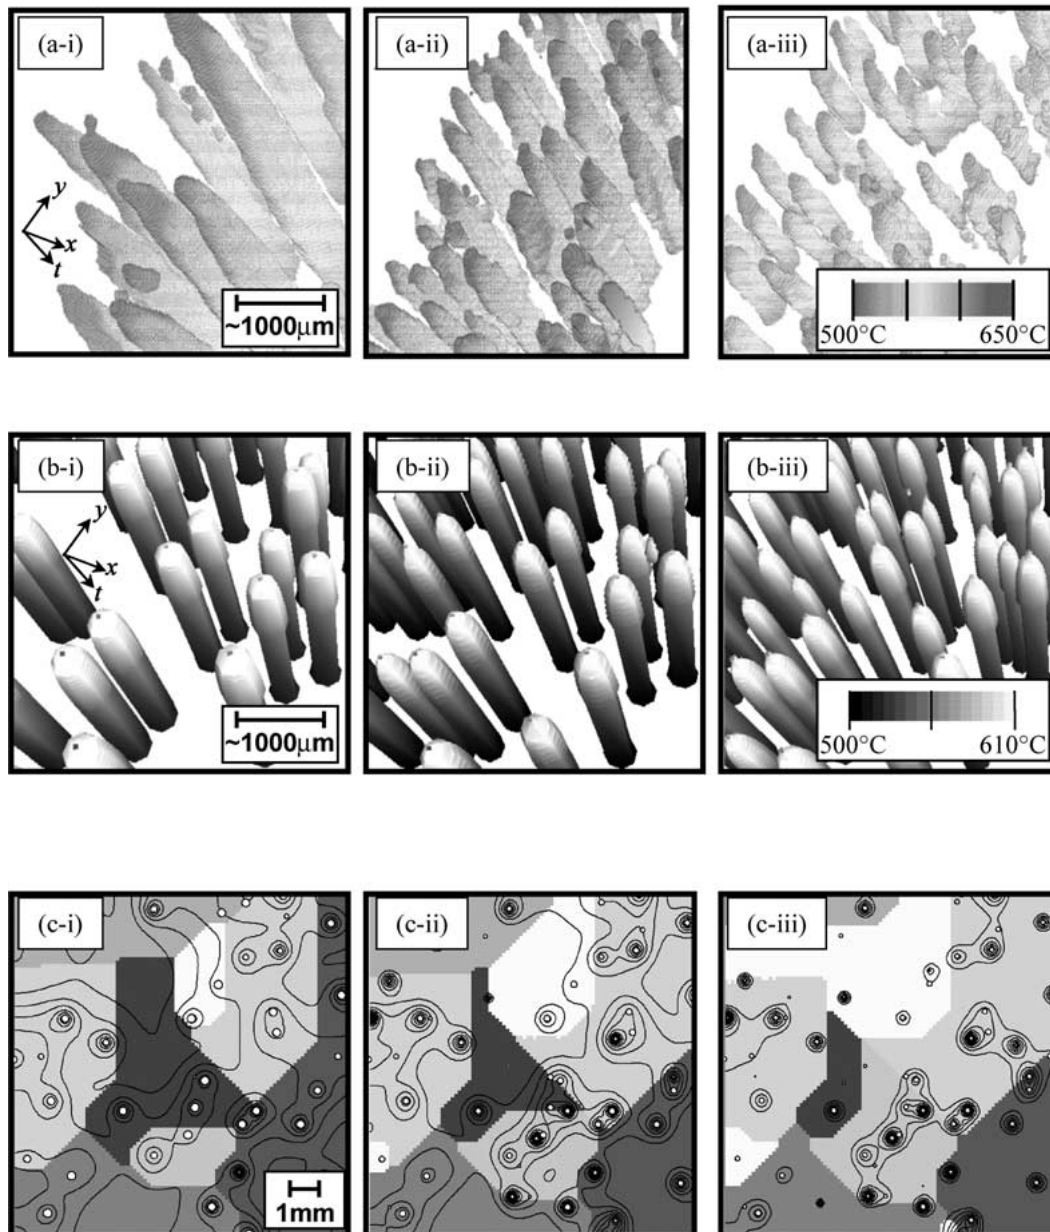 (a-i)
(a-ii)
(a-iii)
y
x
t
~1000μm
500°C
650°C
(b-i)
(b-ii)
(b-iii)
y
x
t
~1000μm
500°C
610°C
(c-i)
(c-ii)
(c-iii)
1mm